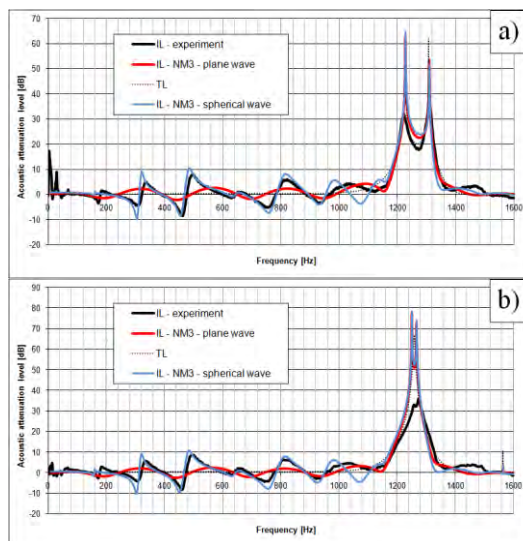 a)
Acoustic attenuation level [dB]
70
60
50
40
30
20
10
0
-10
-20
IL - experiment
IL - NM3 - plane wave
TL
IL - NM3 - spherical wave
0 200 400 600 800 1000 1200 1400 1600
Frequency [Hz]
b)
Acoustic attenuation level [dB]
90
80
70
60
50
40
30
20
10
0
-10
-20
IL - experiment
IL - NM3 - plane wave
TL
IL - NM3 - spherical wave
0 200 400 600 800 1000 1200 1400 1600
Frequency [Hz]